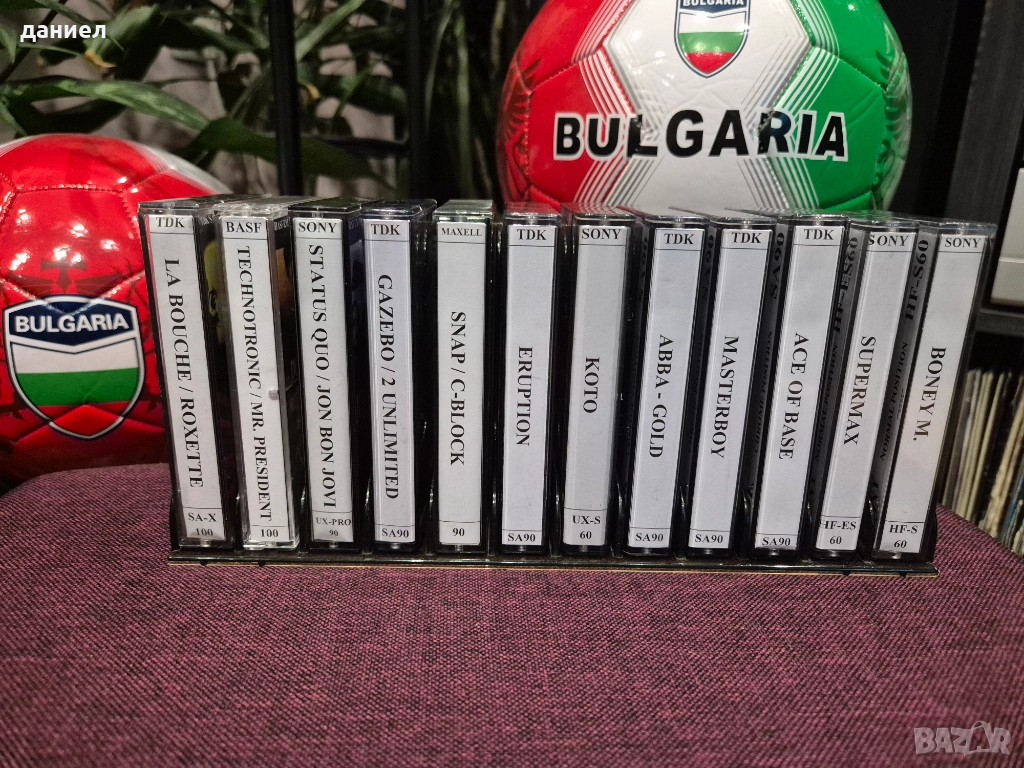 даниел
BULGARIA
BULGARIA
BULGARIA
TDK
LA BOUCHE / ROXETTE
SA-X
100
BASF
TECHNOTRONIC / MR. PRESIDENT
100
SONY
STATUS QUO / JON BON JOVI
UX-PRO
90
TDK
GAZEBO / 2 UNLIMITED
SA90
MAXELL
SNAP / C-BLOCK
90
TDK
ERUPTION
SA90
SONY
KOTO
UX-S
60
TDK
ABBA - GOLD
SA90
TDK
MASTERBOY
SA90
TDK
ACE OF BASE
SA90
SONY
SUPERMAX
HF-ES
60
SONY
BONEY M.
HF-S
60
BAZAR